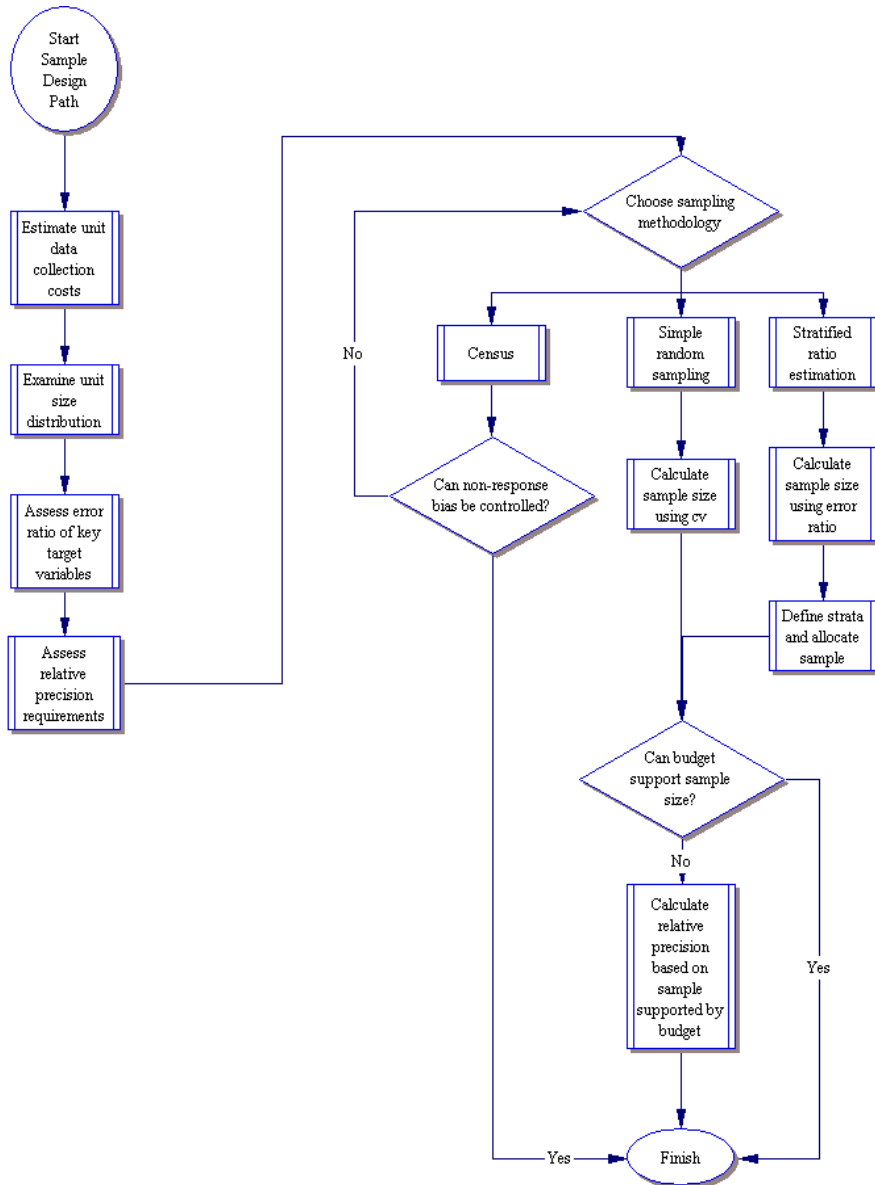 Start
Sample
Design
Path
Estimate unit
data
collection
costs
Examine unit
size
distribution
Assess error
ratio of key
target
variables
Assess
relative
precision
requirements
Choose sampling
methodology
No
Census
Simple
random
sampling
Stratified
ratio
estimation
Can non-response
bias be controlled?
Calculate
sample size
using cv
Calculate
sample size
using error
ratio
Define strata
and allocate
sample
Can budget
support sample
size?
No
Calculate
relative
precision
based on
sample
supported by
budget
Yes
Yes
Finish